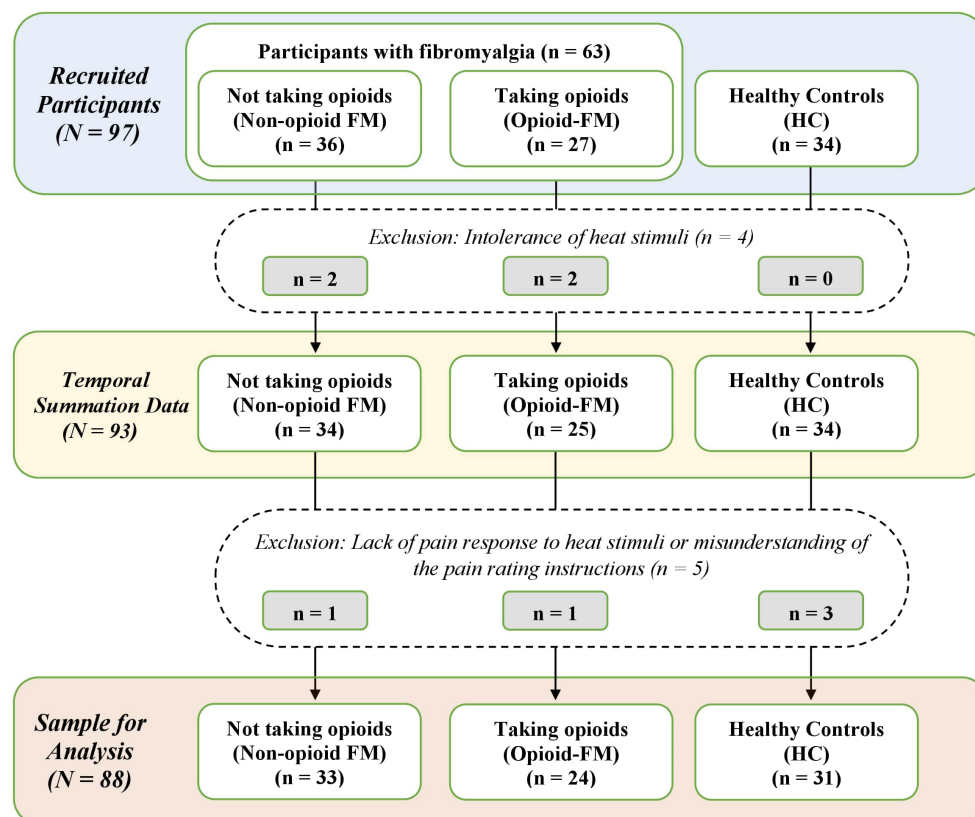 Recruited
Participants
(N = 97)
Participants with fibromyalgia (n = 63)
Not taking opioids
(Non-opioid FM)
(n = 36)
Taking opioids
(Opioid-FM)
(n = 27)
Healthy Controls
(HC)
(n = 34)
Exclusion: Intolerance of heat stimuli (n = 4)
n = 2
n = 2
n = 0
Temporal
Summation Data
(N = 93)
Not taking opioids
(Non-opioid FM)
(n = 34)
Taking opioids
(Opioid-FM)
(n = 25)
Healthy Controls
(HC)
(n = 34)
Exclusion: Lack of pain response to heat stimuli or misunderstanding of
the pain rating instructions (n = 5)
n = 1
n = 1
n = 3
Sample for
Analysis
(N = 88)
Not taking opioids
(Non-opioid FM)
(n = 33)
Taking opioids
(Opioid-FM)
(n = 24)
Healthy Controls
(HC)
(n = 31)